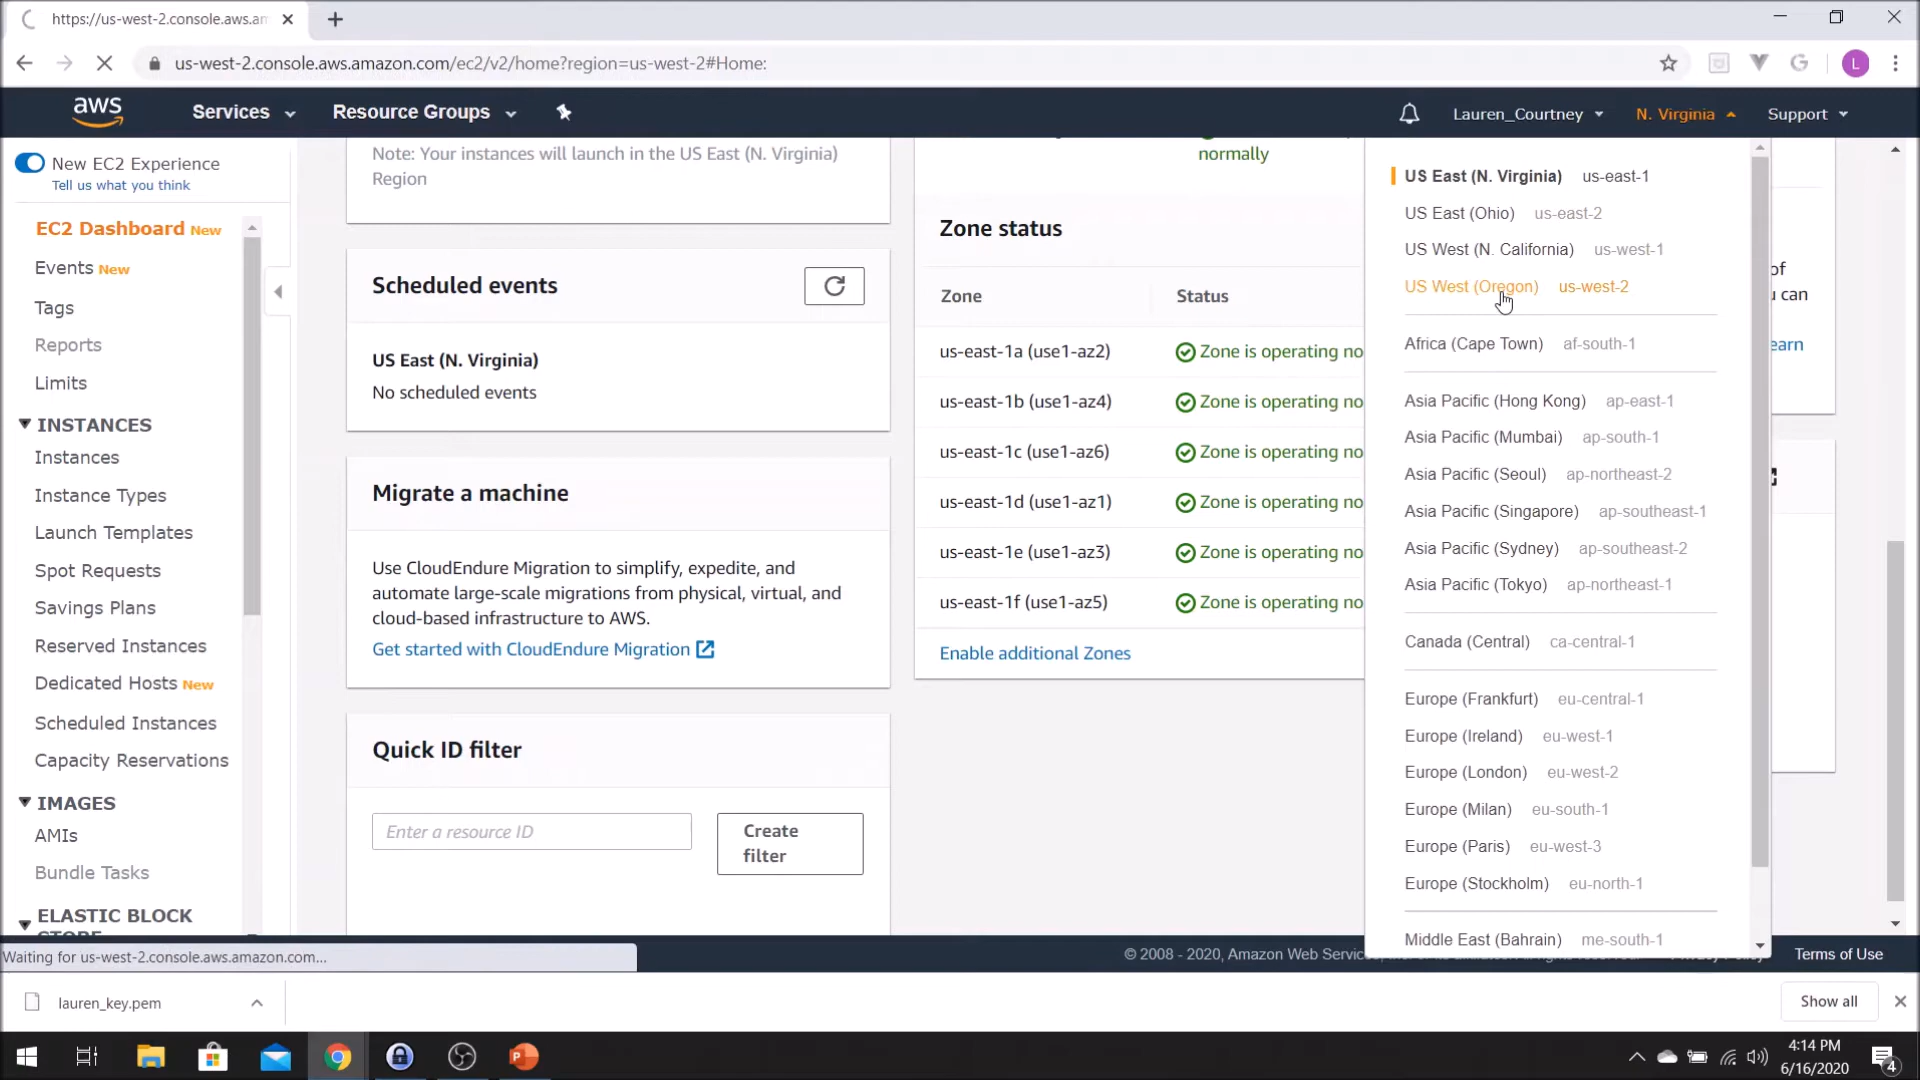 https://us-west-2.console.aws.am
us-west-2.console.aws.amazon.com/ec2/v2/home?region=us-west-2#Home:
L
aws
Services
Resource Groups
Lauren_Courtney
N. Virginia
Support
New EC2 Experience
Tell us what you think
EC2 Dashboard New
Events New
Tags
Reports
Limits
INSTANCES
Instances
Instance Types
Launch Templates
Spot Requests
Savings Plans
Reserved Instances
Dedicated Hosts New
Scheduled Instances
Capacity Reservations
IMAGES
AMIs
Bundle Tasks
ELASTIC BLOCK
STORE
Note: Your instances will launch in the US East (N. Virginia)
Region
Scheduled events
US East (N. Virginia)
No scheduled events
Migrate a machine
Use CloudEndure Migration to simplify, expedite, and
automate large-scale migrations from physical, virtual, and
cloud-based infrastructure to AWS.
Get started with CloudEndure Migration
Quick ID filter
Enter a resource ID
Create
filter
normally
Zone status
Zone Status
us-east-1a (use1-az2) Zone is operating no
us-east-1b (use1-az4) Zone is operating no
us-east-1c (use1-az6) Zone is operating no
us-east-1d (use1-az1) Zone is operating no
us-east-1e (use1-az3) Zone is operating no
us-east-1f (use1-az5) Zone is operating no
Enable additional Zones
US East (N. Virginia) us-east-1
US East (Ohio) us-east-2
US West (N. California) us-west-1
US West (Oregon) us-west-2
Africa (Cape Town) af-south-1
Asia Pacific (Hong Kong) ap-east-1
Asia Pacific (Mumbai) ap-south-1
Asia Pacific (Seoul) ap-northeast-2
Asia Pacific (Singapore) ap-southeast-1
Asia Pacific (Sydney) ap-southeast-2
Asia Pacific (Tokyo) ap-northeast-1
Canada (Central) ca-central-1
Europe (Frankfurt) eu-central-1
Europe (Ireland) eu-west-1
Europe (London) eu-west-2
Europe (Milan) eu-south-1
Europe (Paris) eu-west-3
Europe (Stockholm) eu-north-1
Middle East (Bahrain) me-south-1
of
u can
earn
Waiting for us-west-2.console.aws.amazon.com...
© 2008 - 2020, Amazon Web Servic
Terms of Use
lauren_key.pem
Show all
4:14 PM
6/16/2020
4